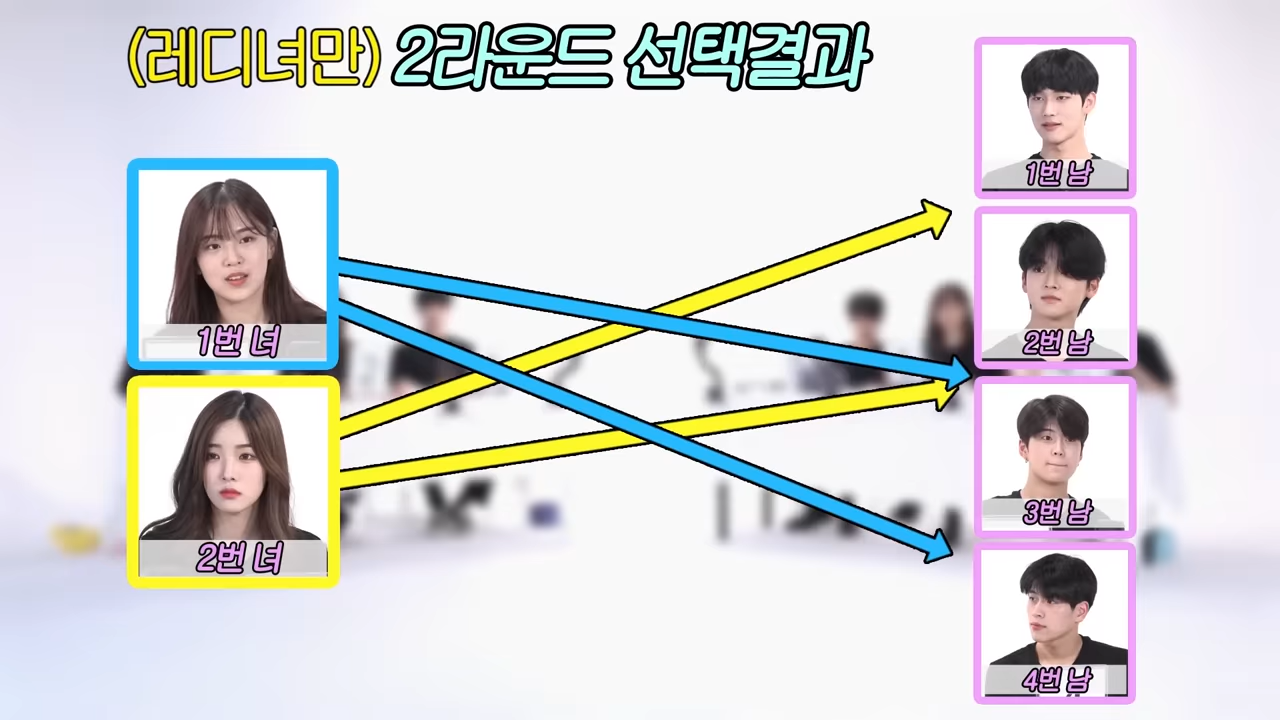 (레디녀만) 2라운드 선택결과
1번 녀
2번 녀
1번 남
2번 남
3번 남
4번 남